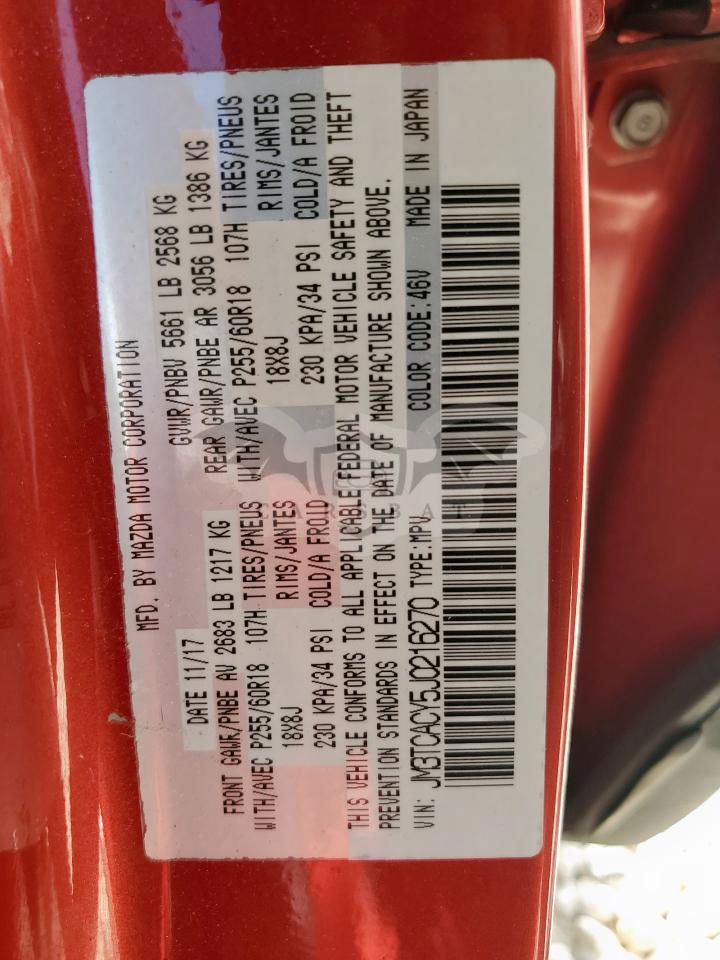 MFD. BY MAZDA MOTOR CORPORATION
DATE 11/17 GVWR/PNBV 5661 LB 2568 KG
FRONT GAWR/PNBE AV 2683 LB 1217 KG REAR GAWR/PNBE AR 3056 LB 1386 KG
WITH/AVEC P255/60R18 107H TIRES/PNEUS WITH/AVEC P255/60R18 107H TIRES/PNEUS
18X8J RIMS/JANTES 18X8J RIMS/JANTES
230 KPA/34 PSI COLD/A FROID 230 KPA/34 PSI COLD/A FROID
THIS VEHICLE CONFORMS TO ALL APPLICABLE FEDERAL MOTOR VEHICLE SAFETY AND THEFT
PREVENTION STANDARDS IN EFFECT ON THE DATE OF MANUFACTURE SHOWN ABOVE.
VIN: JM3TCACY5J0216270 TYPE:MPV COLOR CODE:46V MADE IN JAPAN
CARSBAT
8